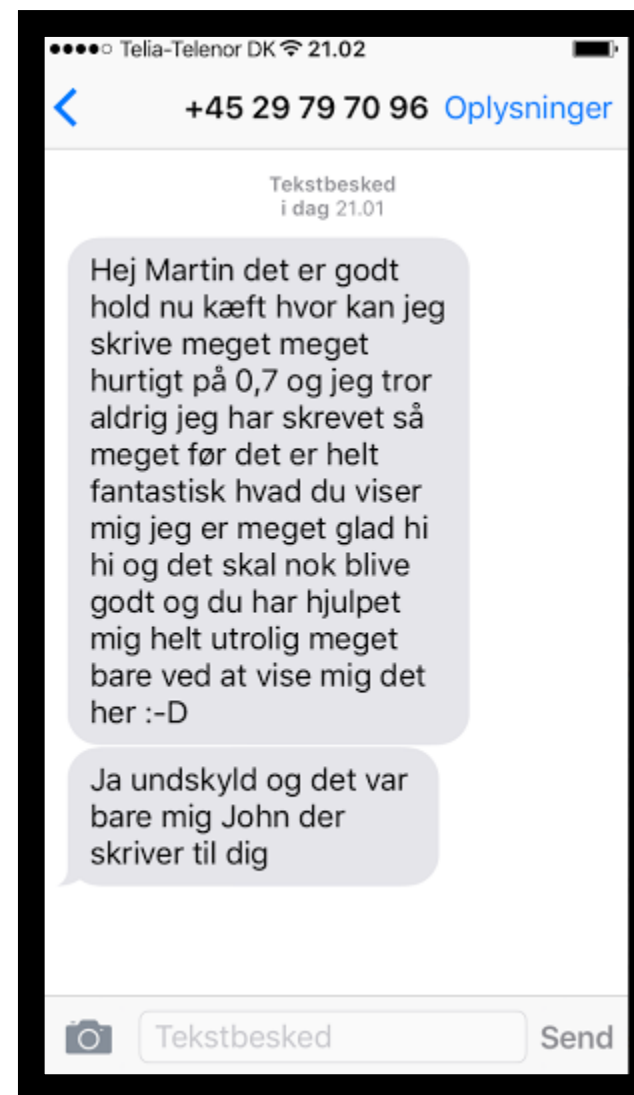 Telia-Telenor DK 21.02
+45 29 79 70 96 Oplysninger
Tekstbesked
i dag 21.01
Hej Martin det er godt
hold nu kæft hvor kan jeg
skrive meget meget
hurtigt på 0,7 og jeg tror
aldrig jeg har skrevet så
meget før det er helt
fantastisk hvad du viser
mig jeg er meget glad hi
hi og det skal nok blive
godt og du har hjulpet
mig helt utrolig meget
bare ved at vise mig det
her :-D
Ja undskyld og det var
bare mig John der
skriver til dig
Tekstbesked Send